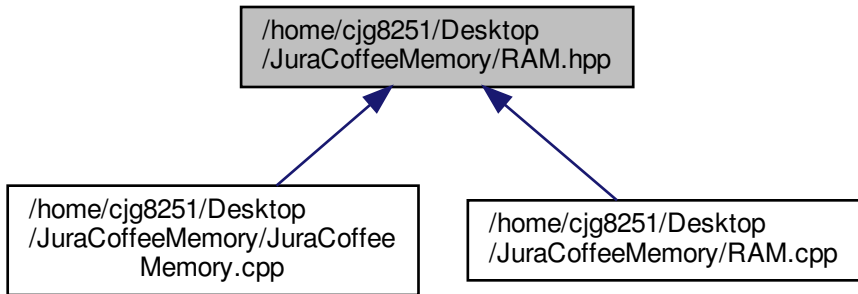 /home/cjg8251/Desktop
/JuraCoffeeMemory/RAM.hpp
/home/cjg8251/Desktop
/JuraCoffeeMemory/JuraCoffee
Memory.cpp
/home/cjg8251/Desktop
/JuraCoffeeMemory/RAM.cpp